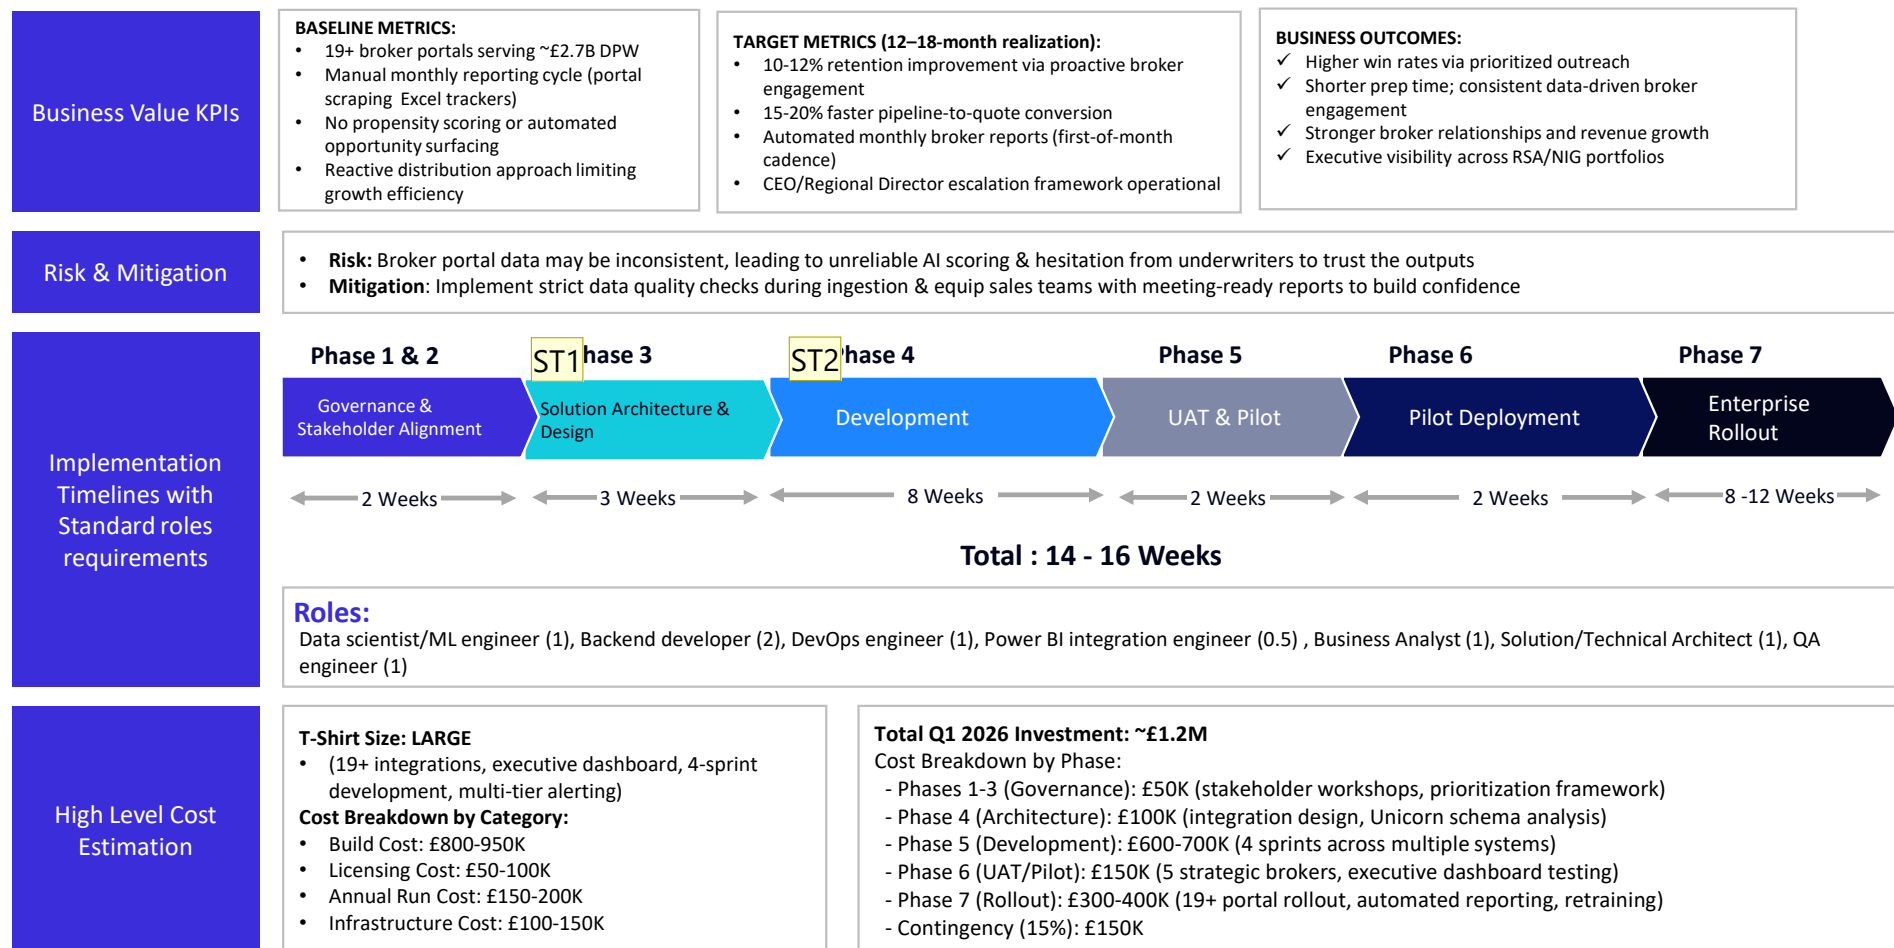 Business Value KPIs
BASELINE METRICS:
• 19+ broker portals serving ~£2.7B DPW
• Manual monthly reporting cycle (portal
scraping Excel trackers)
• No propensity scoring or automated
opportunity surfacing
• Reactive distribution approach limiting
growth efficiency
TARGET METRICS (12–18-month realization):
• 10-12% retention improvement via proactive broker
engagement
• 15-20% faster pipeline-to-quote conversion
• Automated monthly broker reports (first-of-month
cadence)
• CEO/Regional Director escalation framework operational
BUSINESS OUTCOMES:
✓ Higher win rates via prioritized outreach
✓ Shorter prep time; consistent data-driven broker
engagement
✓ Stronger broker relationships and revenue growth
✓ Executive visibility across RSA/NIG portfolios
Risk & Mitigation
• Risk: Broker portal data may be inconsistent, leading to unreliable AI scoring & hesitation from underwriters to trust the outputs
• Mitigation: Implement strict data quality checks during ingestion & equip sales teams with meeting-ready reports to build confidence
Implementation
Timelines with
Standard roles
requirements
Phase 1 & 2
ST1
hase 3
ST2
hase 4
Phase 5
Phase 6
Phase 7
Governance &
Stakeholder Alignment
Solution Architecture &
Design
Development
UAT & Pilot
Pilot Deployment
Enterprise
Rollout
2 Weeks
3 Weeks
8 Weeks
2 Weeks
2 Weeks
8 -12 Weeks
Total : 14 - 16 Weeks
Roles:
Data scientist/ML engineer (1), Backend developer (2), DevOps engineer (1), Power BI integration engineer (0.5) , Business Analyst (1), Solution/Technical Architect (1), QA
engineer (1)
High Level Cost
Estimation
T-Shirt Size: LARGE
• (19+ integrations, executive dashboard, 4-sprint
development, multi-tier alerting)
Cost Breakdown by Category:
• Build Cost: £800-950K
• Licensing Cost: £50-100K
• Annual Run Cost: £150-200K
• Infrastructure Cost: £100-150K
Total Q1 2026 Investment: ~£1.2M
Cost Breakdown by Phase:
- Phases 1-3 (Governance): £50K (stakeholder workshops, prioritization framework)
- Phase 4 (Architecture): £100K (integration design, Unicorn schema analysis)
- Phase 5 (Development): £600-700K (4 sprints across multiple systems)
- Phase 6 (UAT/Pilot): £150K (5 strategic brokers, executive dashboard testing)
- Phase 7 (Rollout): £300-400K (19+ portal rollout, automated reporting, retraining)
- Contingency (15%): £150K